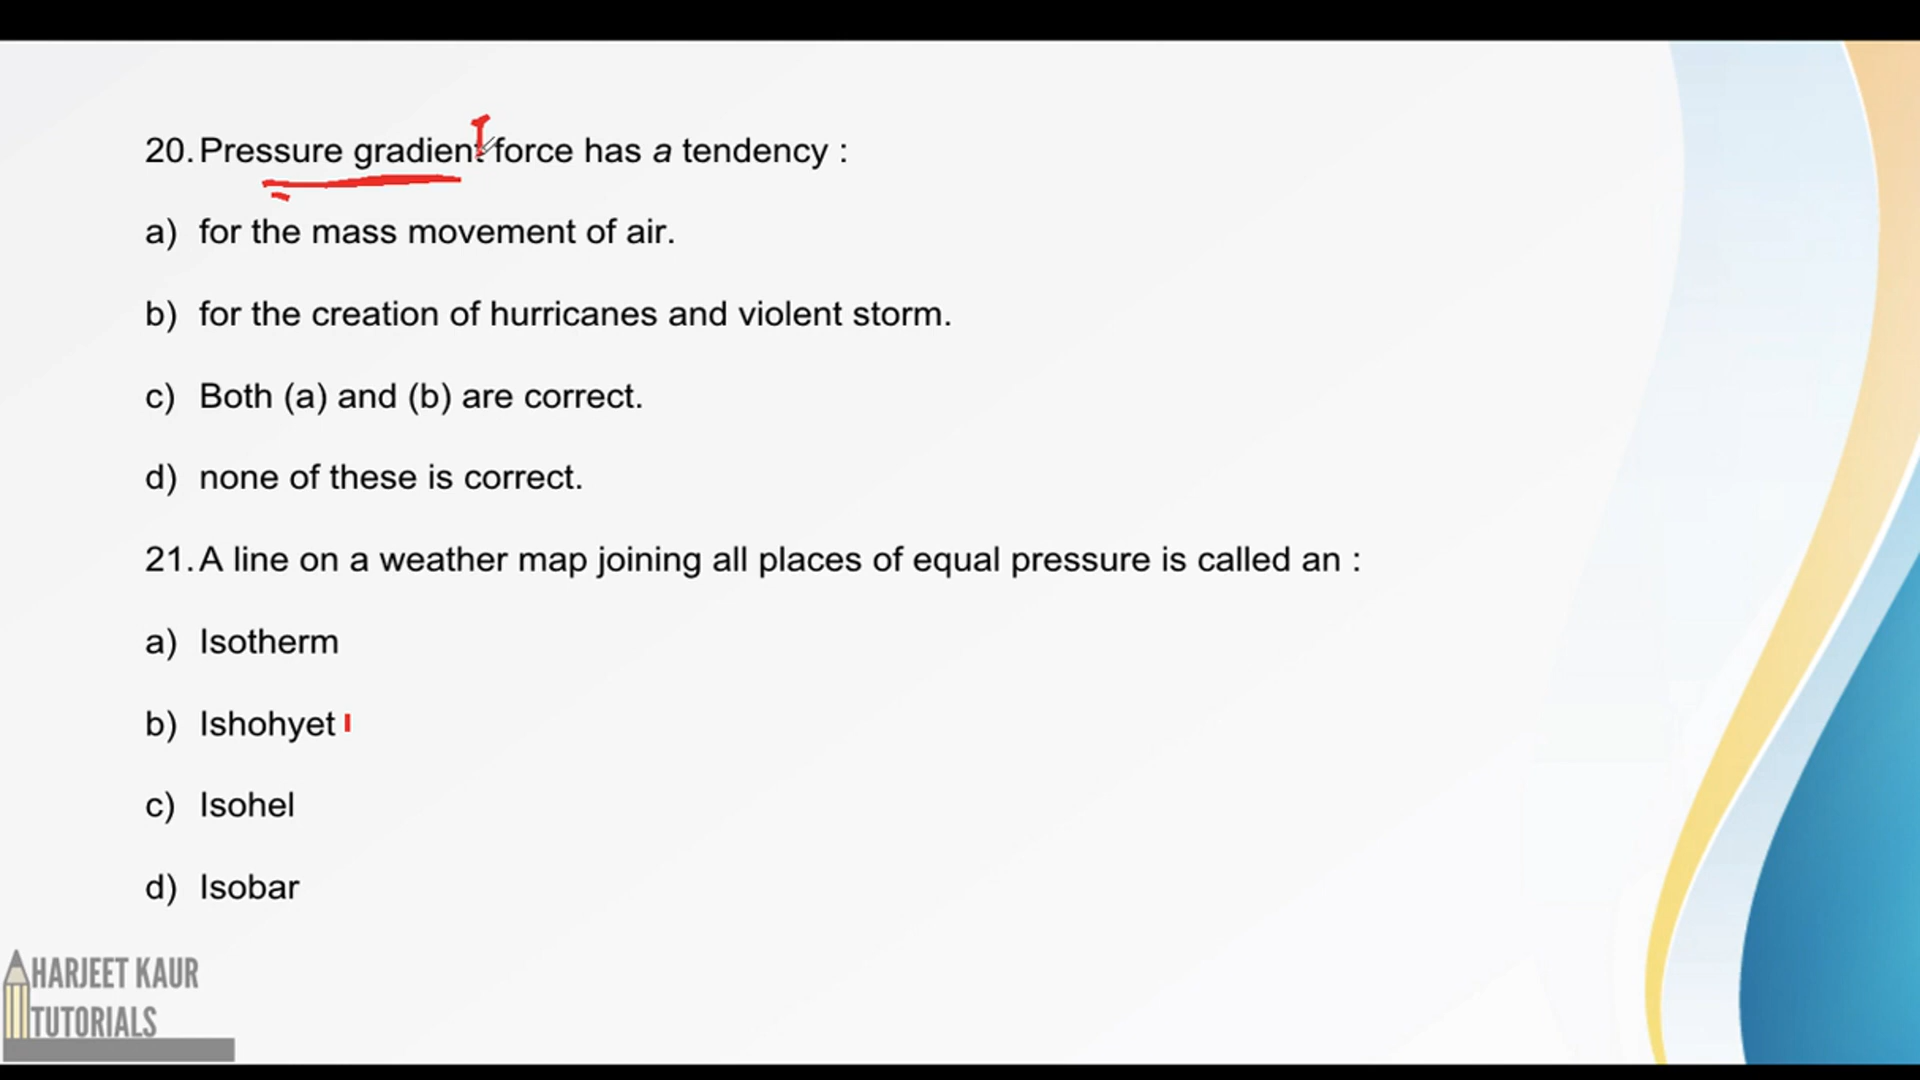 20. Pressure gradient force has a tendency :
a) for the mass movement of air.
b) for the creation of hurricanes and violent storm.
c) Both (a) and (b) are correct.
d) none of these is correct.
21. A line on a weather map joining all places of equal pressure is called an :
a) Isotherm
b) Ishohyet
c) Isohel
d) Isobar
HARJEET KAUR
TUTORIALS